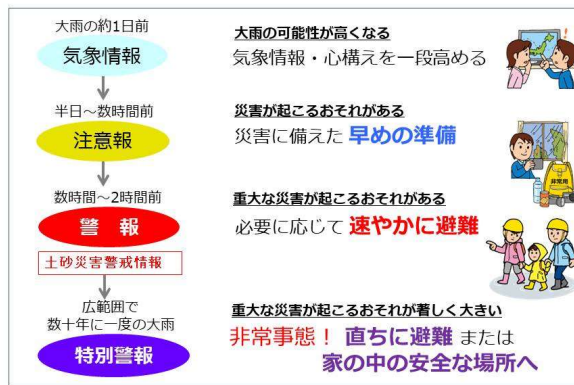 大雨の約1日前
気象情報
大雨の可能性が高くなる
気象情報・心構えを一段高める
半日～数時間前
注意報
災害が起こるおそれがある
災害に備えた 早めの準備
非常用
数時間～2時間前
警 報
土砂災害警戒情報
重大な災害が起こるおそれがある
必要に応じて 速やかに避難
広範囲で
数十年に一度の大雨
特別警報
重大な災害が起こるおそれが著しく大きい
非常事態！ 直ちに避難 または
家の中の安全な場所へ